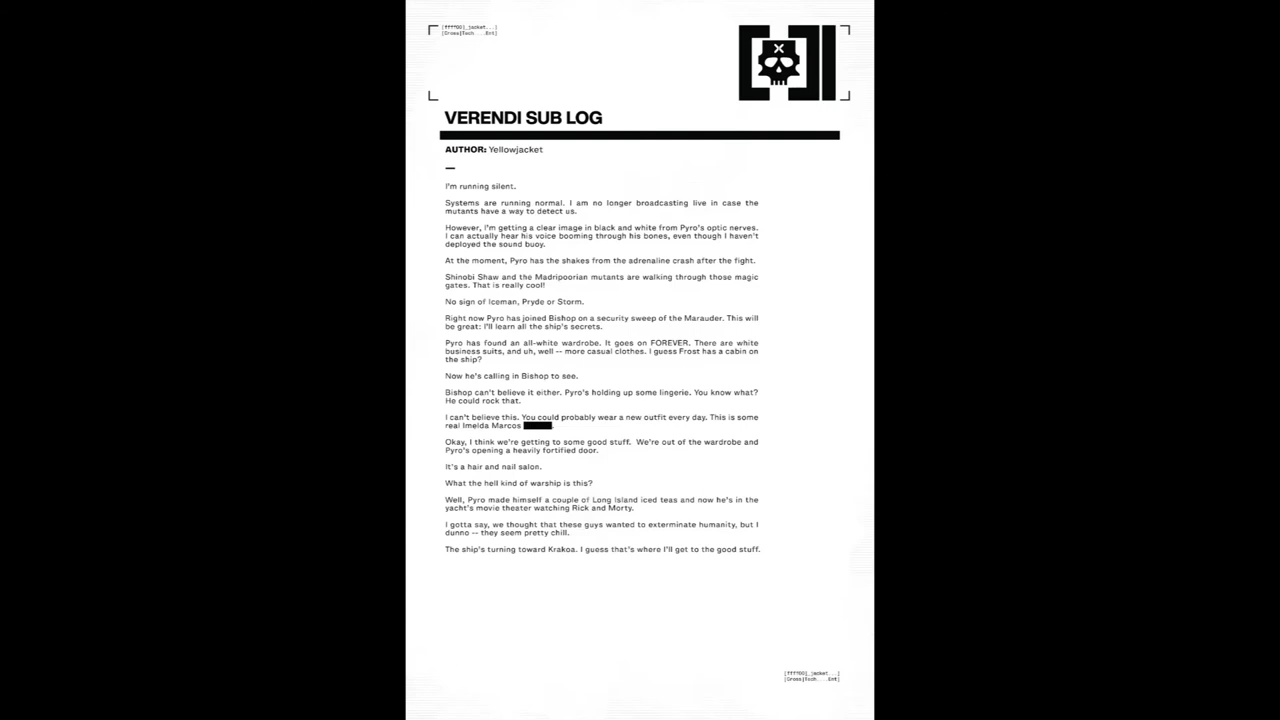 [ffff00]_jacket...]
[Cross]Tech....Ent]
VERENDI SUB LOG
AUTHOR: Yellowjacket
—
I'm running silent.
Systems are running normal. I am no longer broadcasting live in case the
mutants have a way to detect us.
However, I'm getting a clear image in black and white from Pyro's optic nerves.
I can actually hear his voice booming through his bones, even though I haven't
deployed the sound buoy.
At the moment, Pyro has the shakes from the adrenaline crash after the fight.
Shinobi Shaw and the Madripoorian mutants are walking through those magic
gates. That is really cool!
No sign of Iceman, Pryde or Storm.
Right now Pyro has joined Bishop on a security sweep of the Marauder. This will
be great: I'll learn all the ship's secrets.
Pyro has found an all-white wardrobe. It goes on FOREVER. There are white
business suits, and uh, well -- more casual clothes. I guess Frost has a cabin on
the ship?
Now he's calling in Bishop to see.
Bishop can't believe it either. Pyro's holding up some lingerie. You know what?
He could rock that.
I can't believe this. You could probably wear a new outfit every day. This is some
real Imelda Marcos .
Okay, I think we're getting to some good stuff. We're out of the wardrobe and
Pyro's opening a heavily fortified door.
It's a hair and nail salon.
What the hell kind of warship is this?
Well, Pyro made himself a couple of Long Island iced teas and now he's in the
yacht's movie theater watching Rick and Morty.
I gotta say, we thought that these guys wanted to exterminate humanity, but I
dunno -- they seem pretty chill.
The ship's turning toward Krakoa. I guess that's where I'll get to the good stuff.
[ffff00]_jacket...]
[Cross]Tech....Ent]